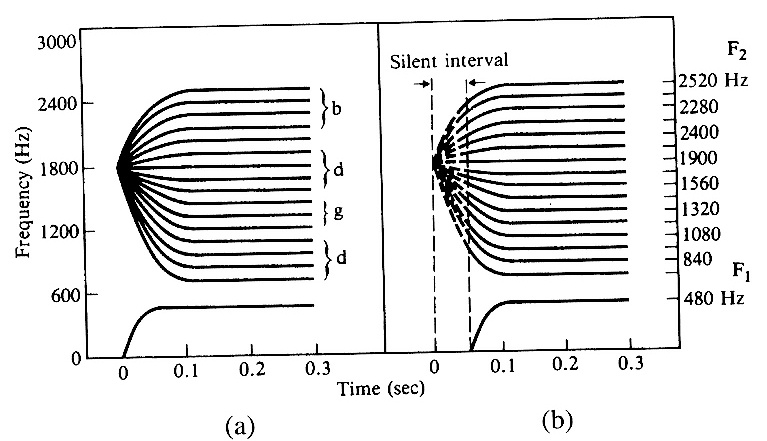 3000
2400
1800
1200
600
0
Frequency (Hz)
b
d
g
d
0
0.1
0.2
0.3
Time (sec)
(a)
Silent interval
F2
2520 Hz
2280
2400
1900
1560
1320
1080
840
F1
480 Hz
0
0.1
0.2
0.3
(b)